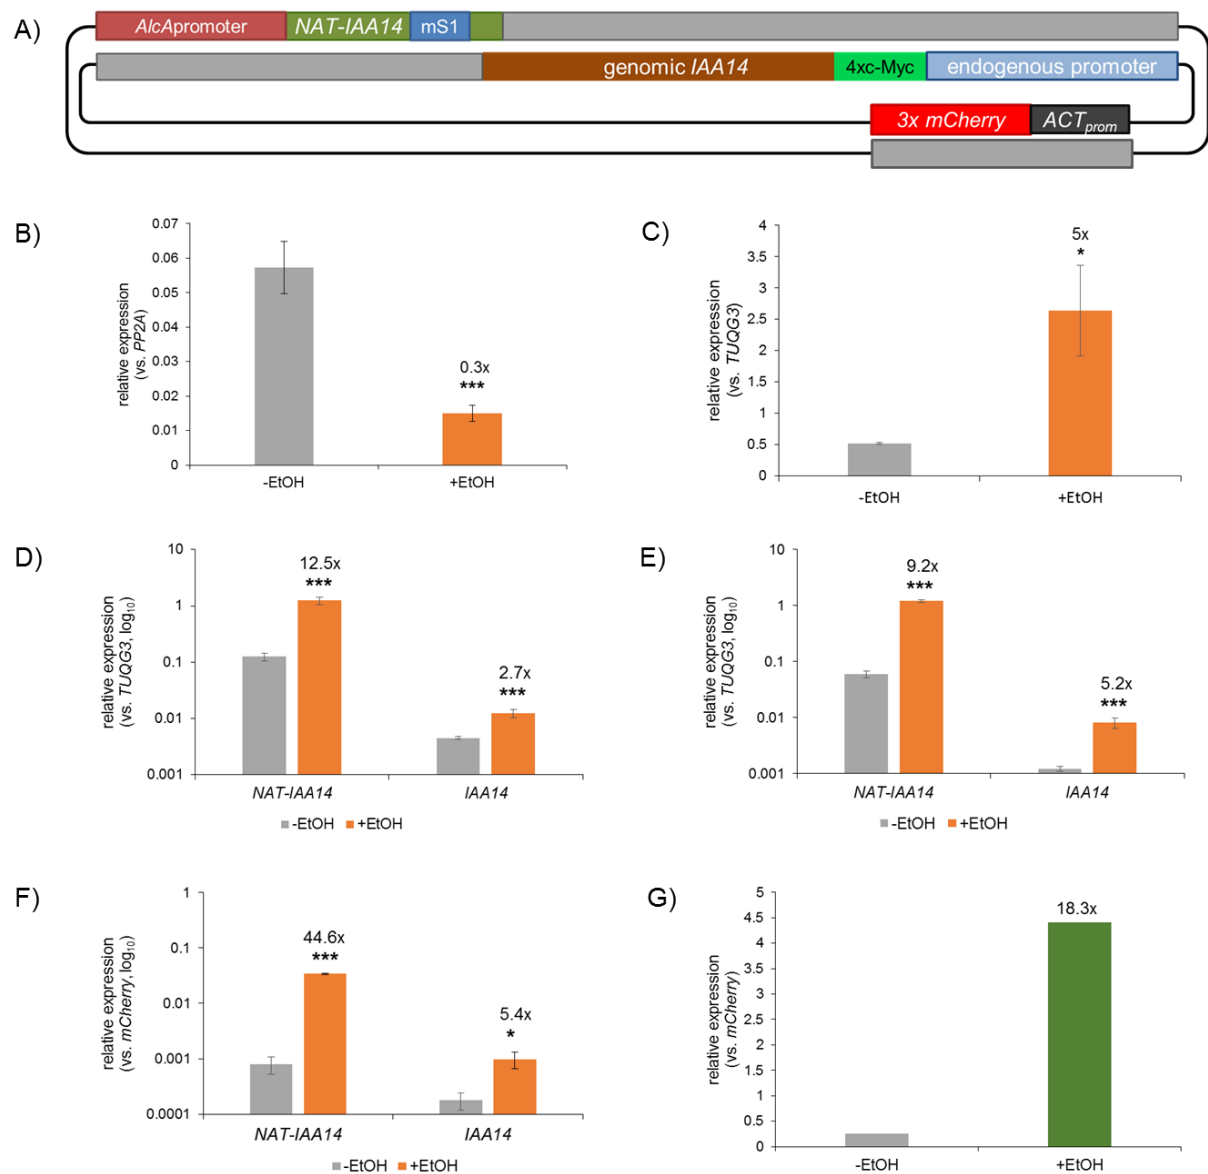 A)
AlcApromoter NAT-IAA14 mS1
genomic IAA14 4xc-Myc endogenous promoter
3x mCherry ACTprom
B)
relative expression
(vs. PP2A)
0.07
0.06
0.05
0.04
0.03
0.02
0.01
0
0.3x
***
-EtOH +EtOH
C)
relative expression
(vs. TUQG3)
4
3.5
3
2.5
2
1.5
1
0.5
0
5x
*
-EtOH +EtOH
D)
relative expression
(vs. TUQG3, log10)
10
1
0.1
0.01
0.001
12.5x
***
2.7x
***
NAT-IAA14 IAA14
-EtOH +EtOH
E)
relative expression
(vs. TUQG3, log10)
10
1
0.1
0.01
0.001
9.2x
***
5.2x
***
NAT-IAA14 IAA14
-EtOH +EtOH
F)
relative expression
(vs. mCherry, log10)
1
0.1
0.01
0.001
0.0001
44.6x
***
5.4x
*
NAT-IAA14 IAA14
-EtOH +EtOH
G)
relative expression
(vs. mCherry)
5
4.5
4
3.5
3
2.5
2
1.5
1
0.5
0
18.3x
-EtOH +EtOH